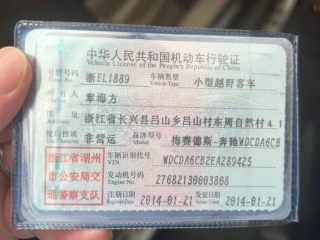 中华人民共和国机动车行驶证
Vehicle License of the People's Republic of China
号牌号码 浙EL1889 车辆类型 小型越野客车
Plate No. Vehicle Type
所有人 章海方
Owner
住址 浙江省长兴县吕山乡吕山村东周自然村41
Address
使用性质 非营运 品牌型号 梅赛德斯-奔驰WDCDA6CB
Use Character Model
浙江省湖州
市公安局交
通警察支队
车辆识别代号 WDCDA6CB2EA289425
VIN
发动机号码 27682130003808
Engine No.
注册日期 2014-01-21 发证日期 2014-01-21
Register Date Issue Date